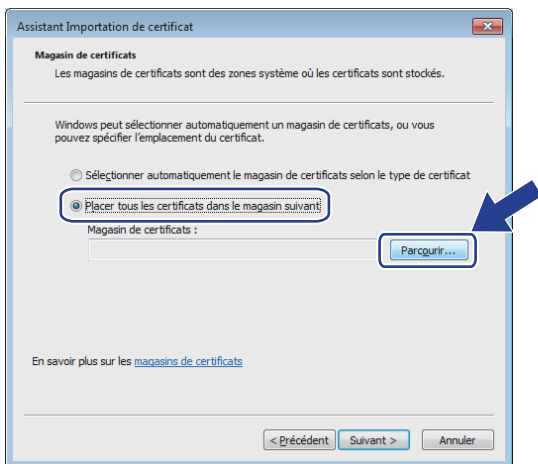 Assistant Importation de certificat
Magasin de certificats
Les magasins de certificats sont des zones système où les certificats sont stockés.
Windows peut sélectionner automatiquement un magasin de certificats, ou vous
pouvez spécifier l'emplacement du certificat.
Sélectionner automatiquement le magasin de certificats selon le type de certificat
Placer tous les certificats dans le magasin suivant
Magasin de certificats :
Parcourir...
En savoir plus sur les magasins de certificats
< Précédent
Suivant >
Annuler